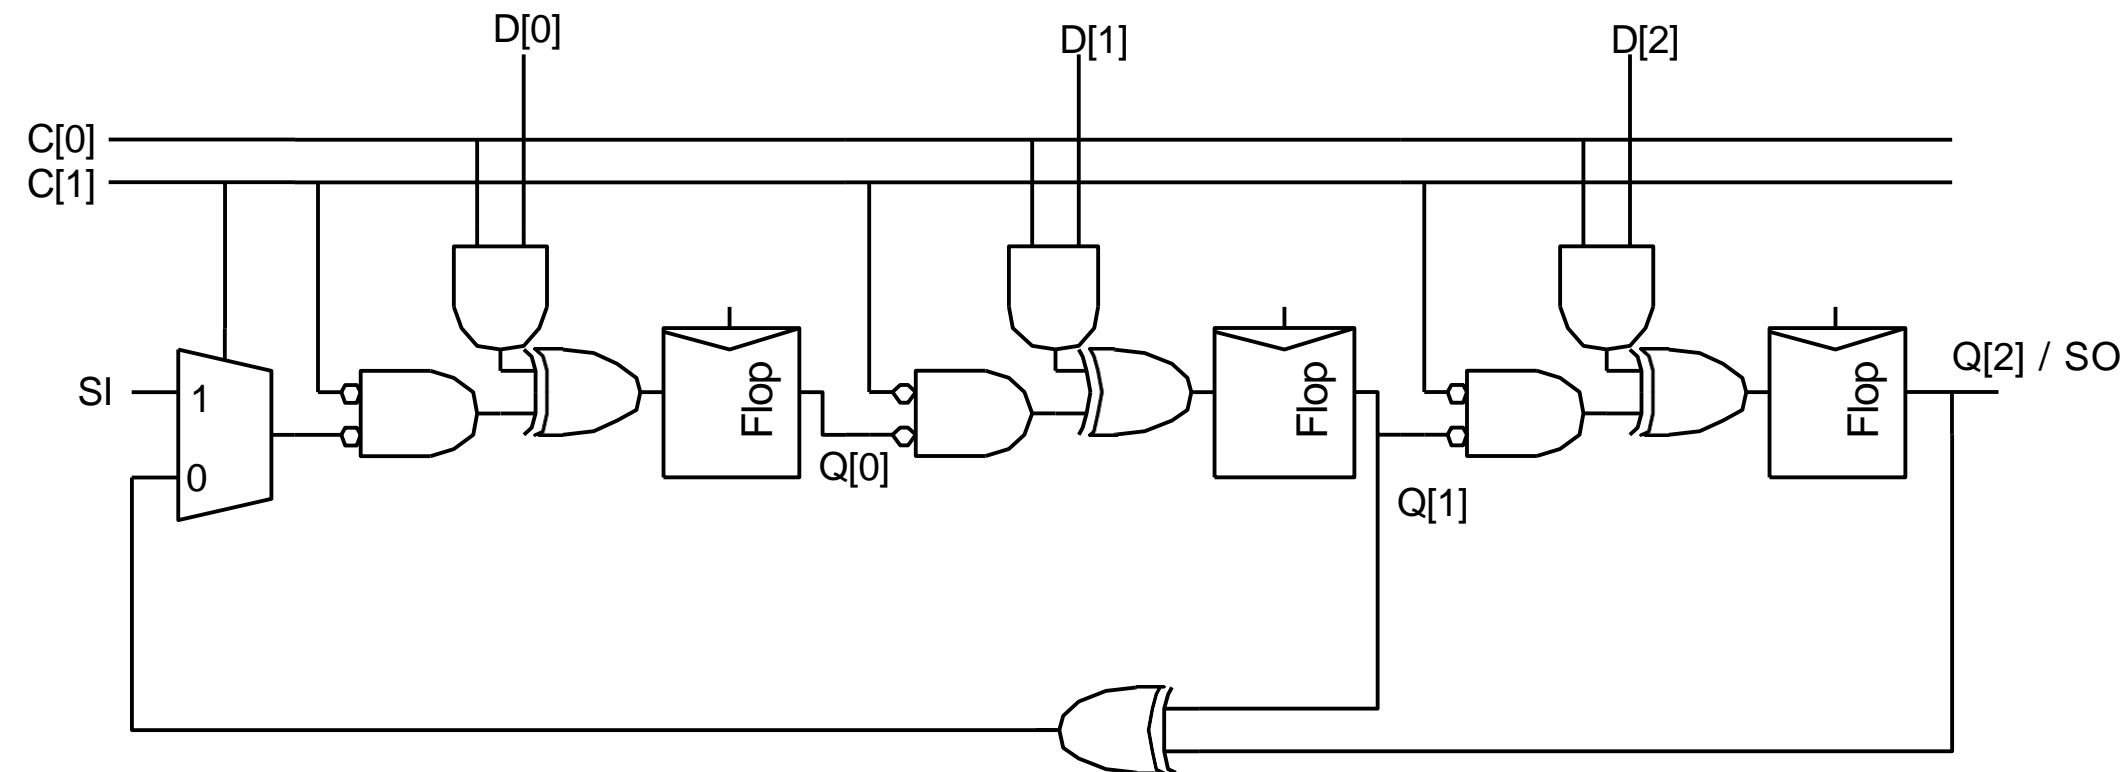 D[0]
D[1]
D[2]
C[0]
C[1]
SI
1
0
Flop
Q[0]
Flop
Q[1]
Flop
Q[2] / SO